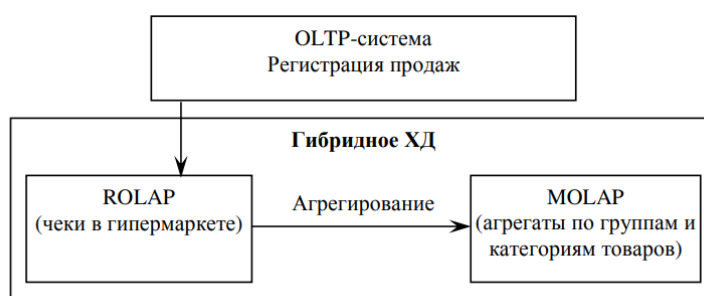 OLTP-система
Регистрация продаж
Гибридное ХД
ROLAP
(чеки в гипермаркете)
Агрегирование
MOLAP
(агрегаты по группам и
категориям товаров)